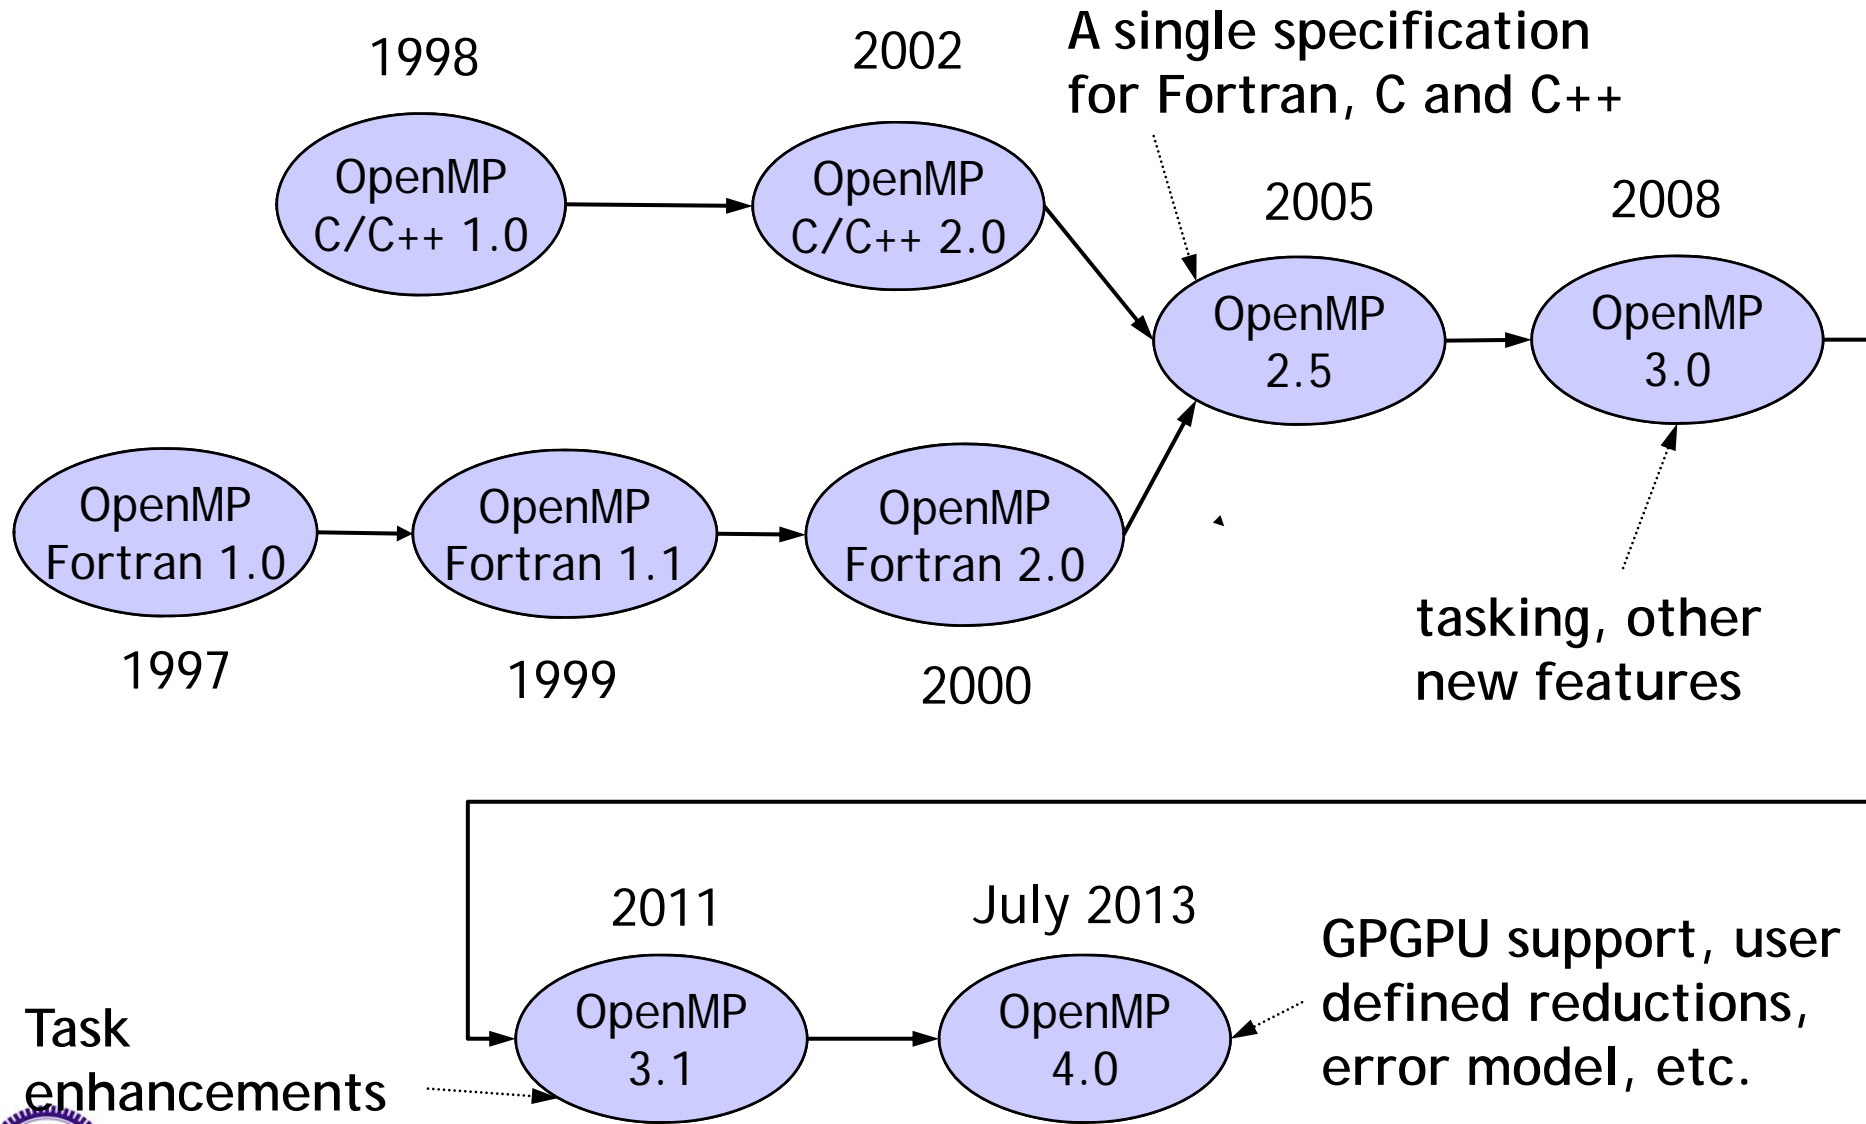 1998
2002
A single specification
for Fortran, C and C++
OpenMP
C/C++ 1.0
OpenMP
C/C++ 2.0
2005
2008
OpenMP
2.5
OpenMP
3.0
OpenMP
Fortran 1.0
OpenMP
Fortran 1.1
OpenMP
Fortran 2.0
1997
1999
2000
tasking, other
new features
2011
July 2013
OpenMP
3.1
OpenMP
4.0
GPGPU support, user
defined reductions,
error model, etc.
Task
enhancements